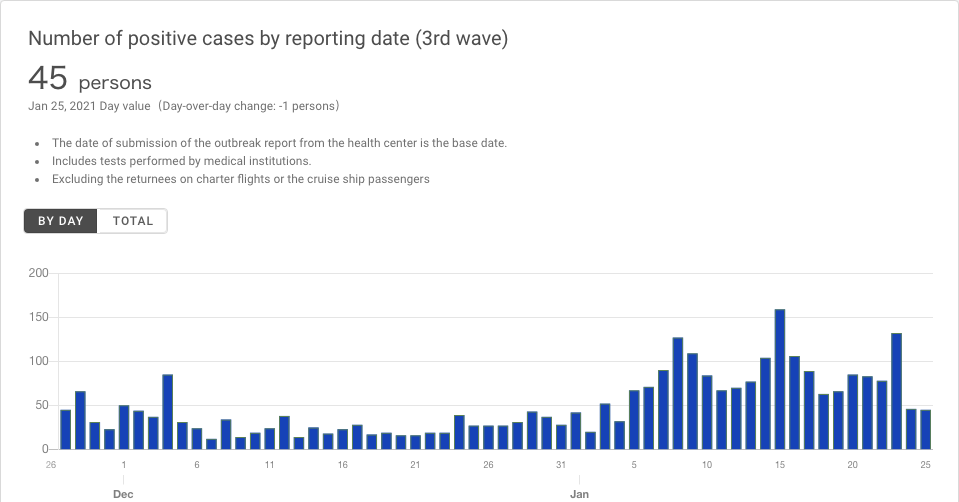 Number of positive cases by reporting date (3rd wave)
45 persons
Jan 25, 2021 Day value (Day-over-day change: -1 persons)
• The date of submission of the outbreak report from the health center is the base date.
• Includes tests performed by medical institutions.
• Excluding the returnees on charter flights or the cruise ship passengers
BY DAY TOTAL
200
150
100
50
0
26 1 6 11 16 21 26 31 5 10 15 20 25
Dec Jan